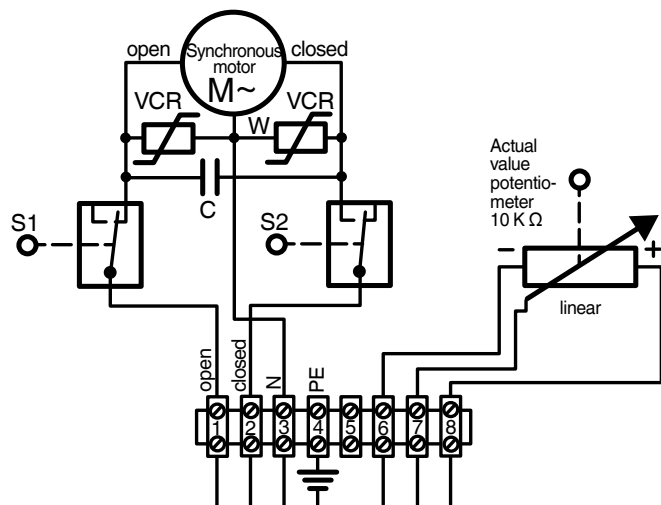 open
Synchronous
motor
M~
closed
VCR
W
VCR
C
S1
S2
Actual
value
potentio-
meter
10 K Ω
-
+
linear
open
closed
N
PE
1
2
3
4
5
6
7
8